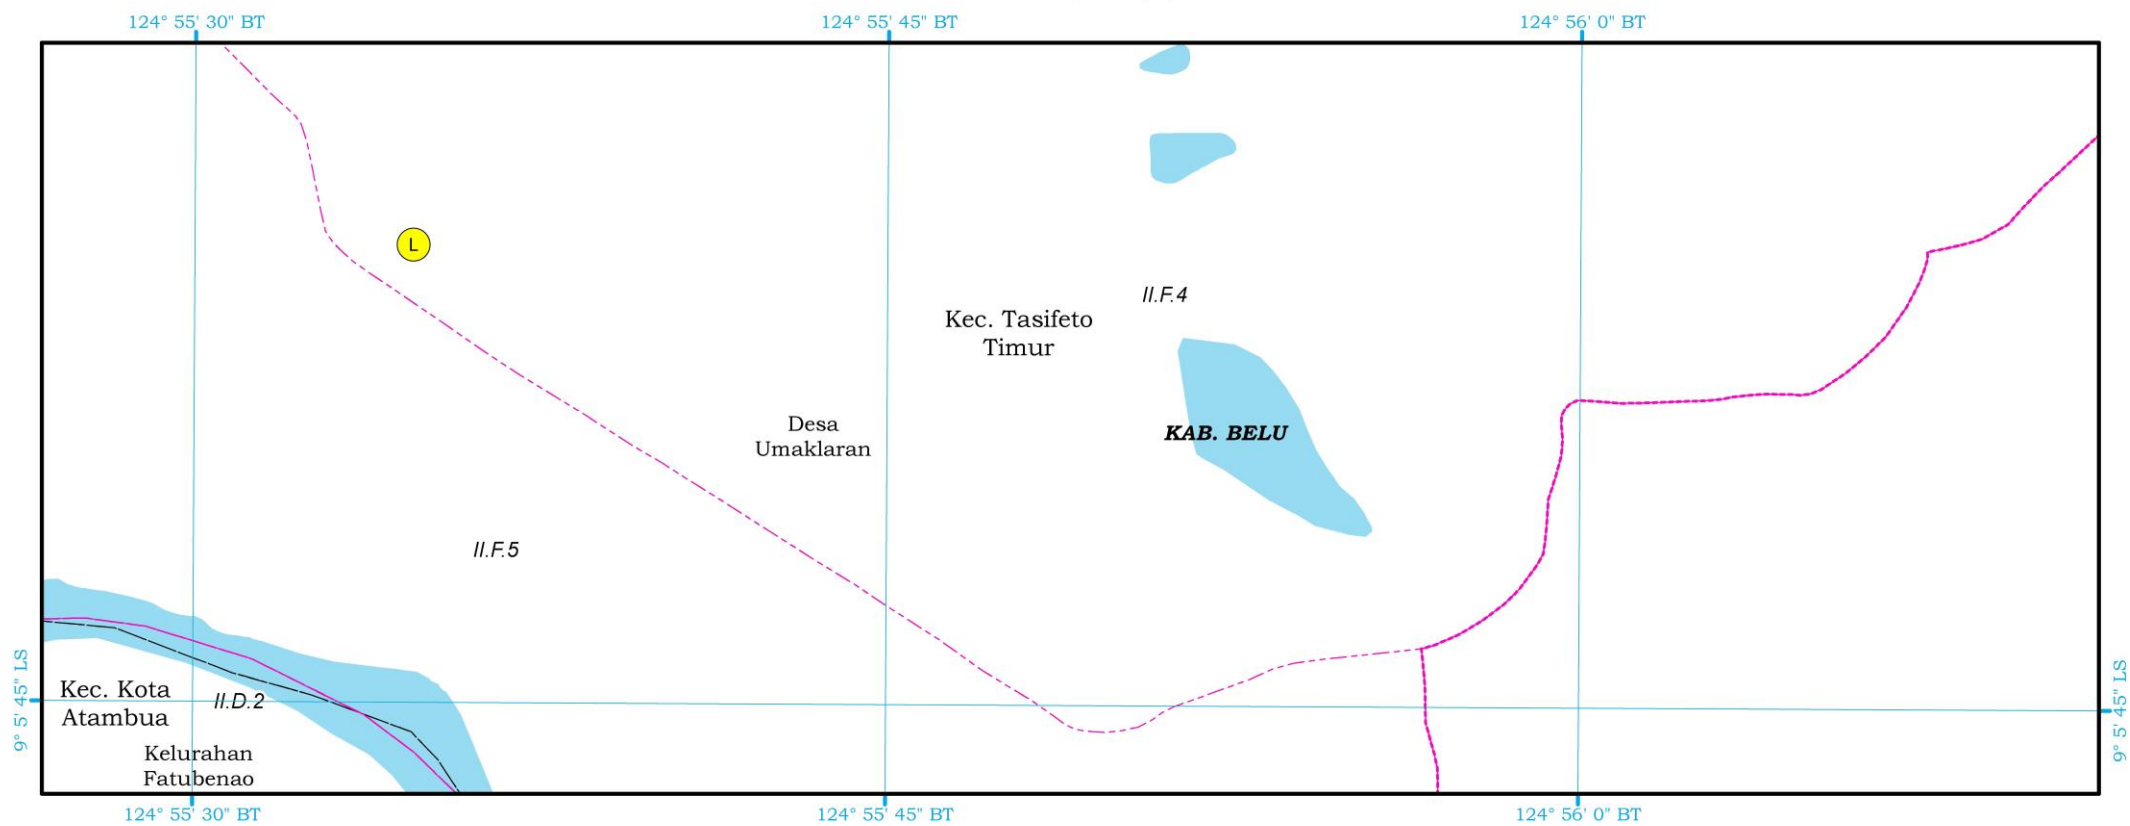 124° 55' 30" BT
124° 55' 45" BT
124° 56' 0" BT
L
II.F.4
Kec. Tasifeto
Timur
Desa
Umaklaran
KAB. BELU
II.F.5
9° 5' 45" LS
9° 5' 45" LS
Kec. Kota
Atambua
II.D.2
Kelurahan
Fatubenao
124° 55' 30" BT
124° 55' 45" BT
124° 56' 0" BT